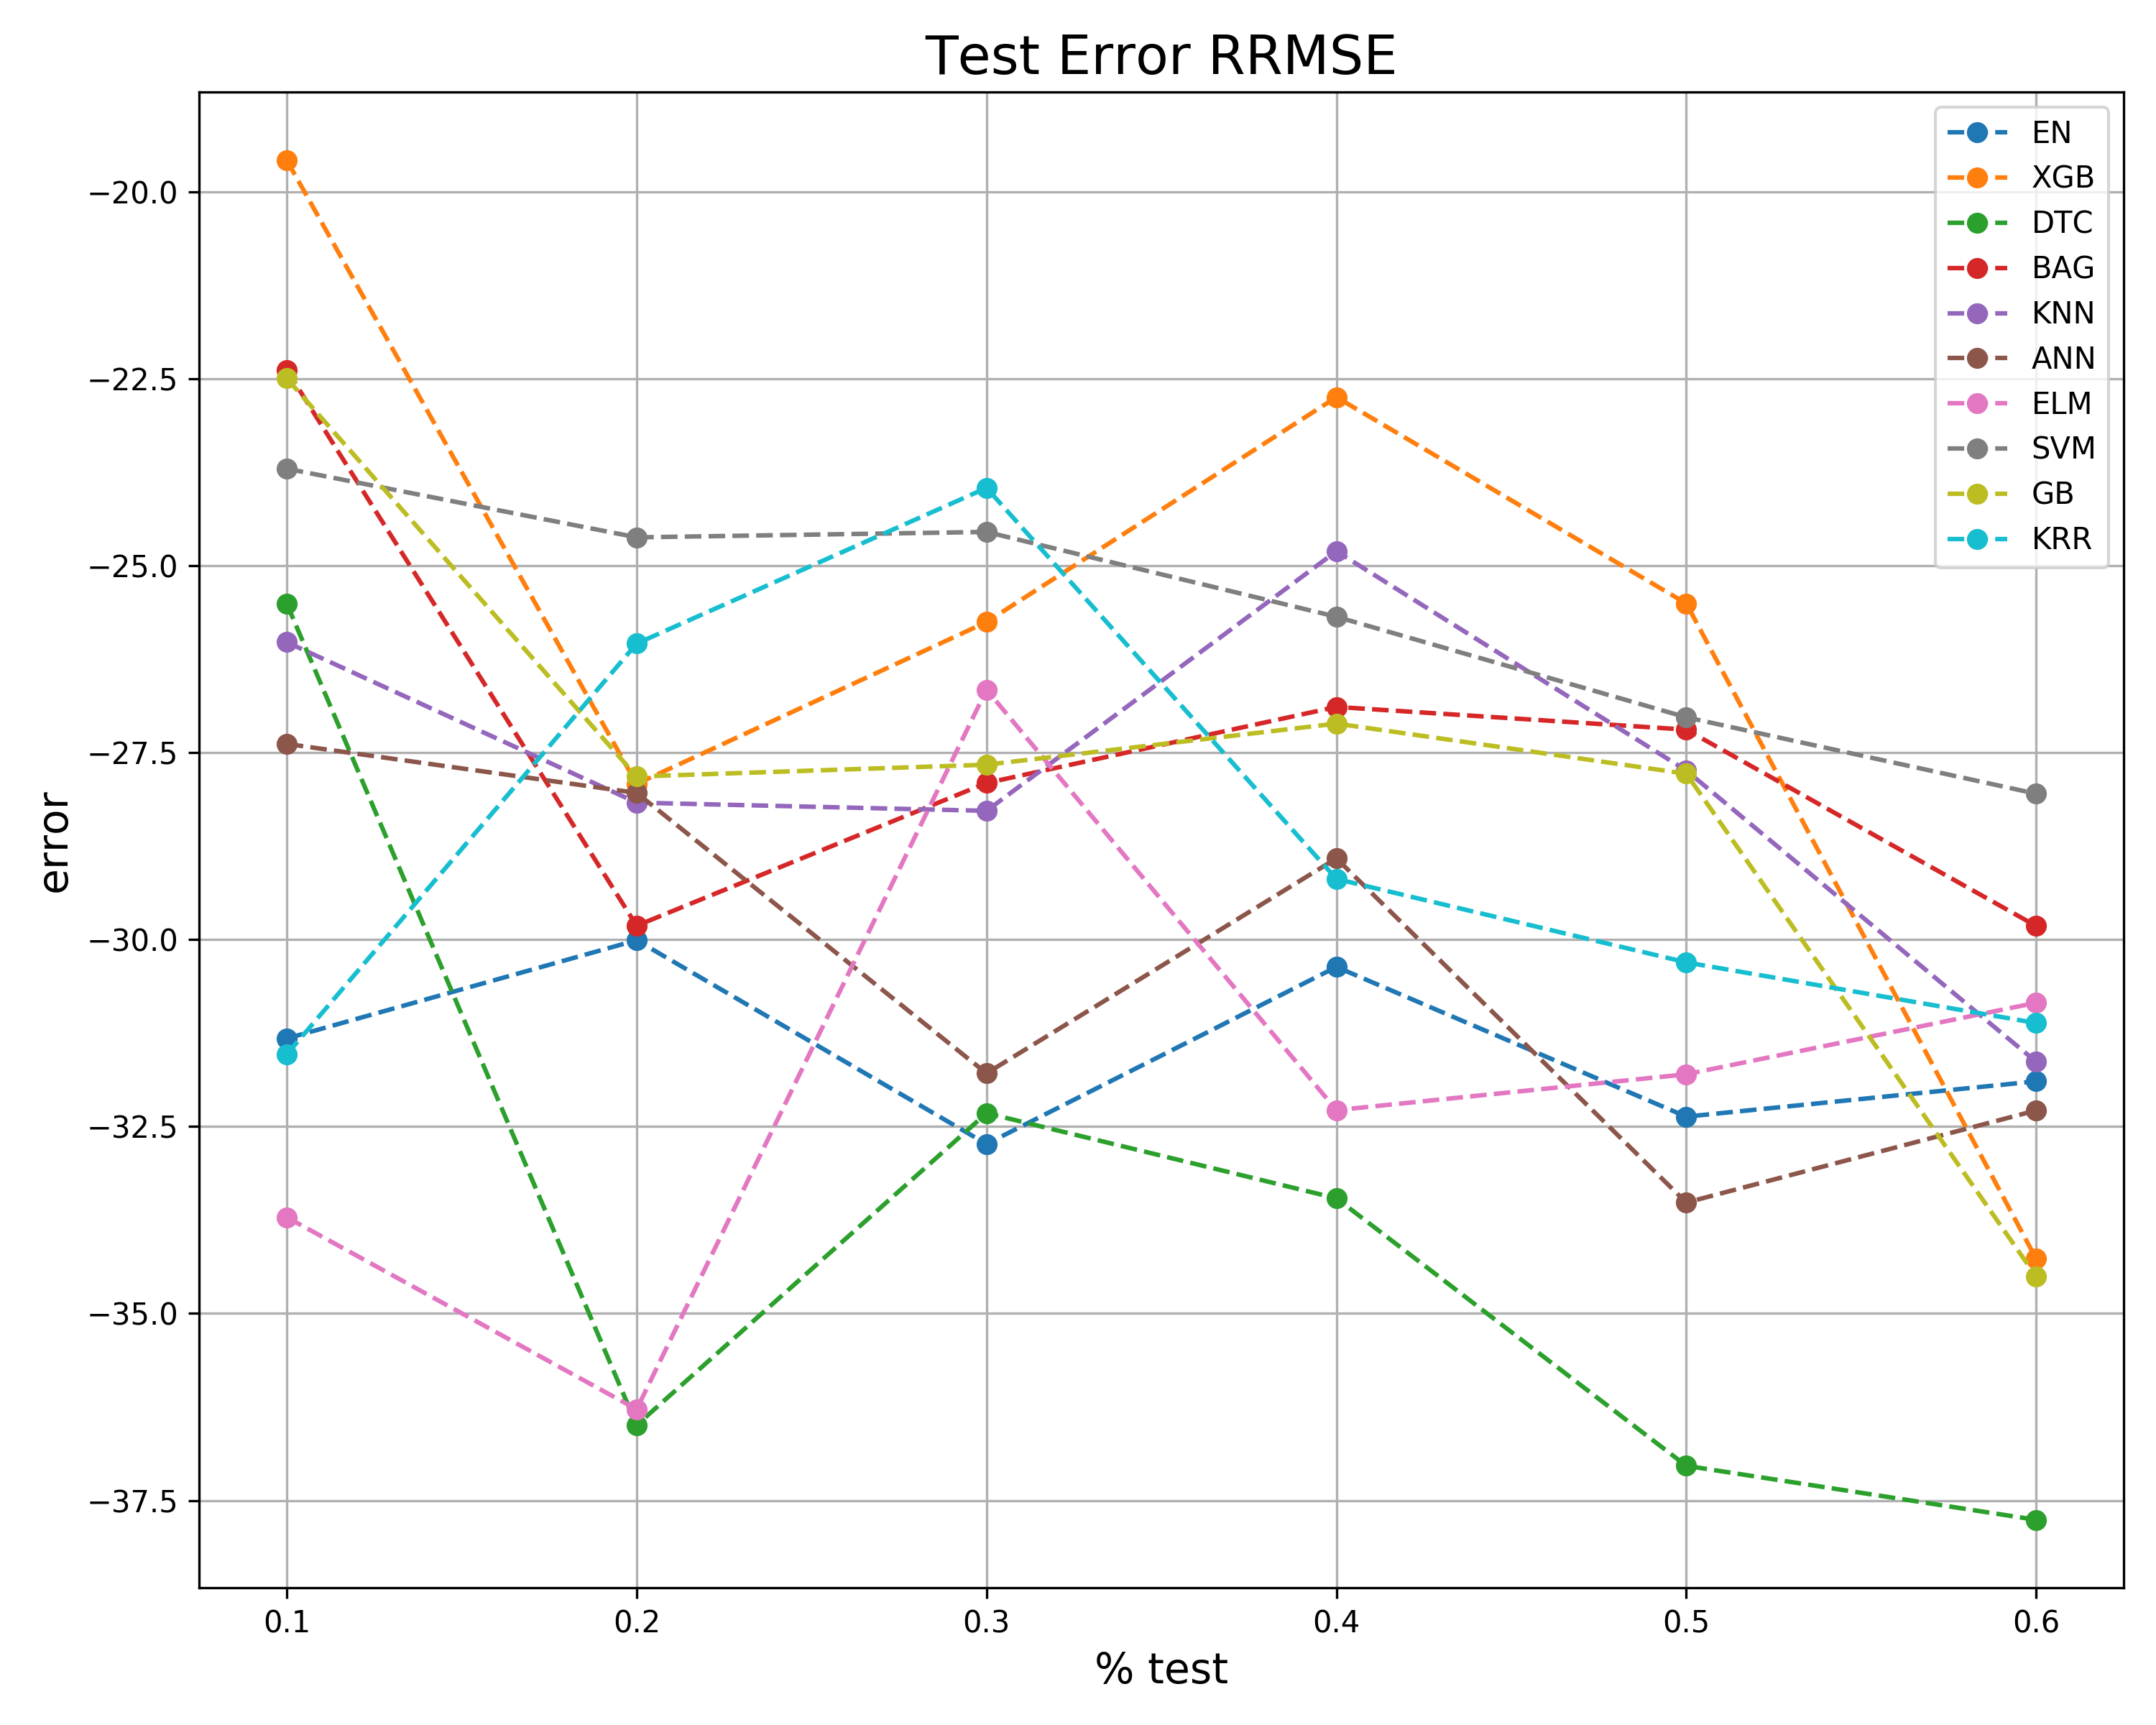 Test Error RRMSE
EN
XGB
DTC
BAG
KNN
ANN
ELM
SVM
GB
KRR
error
−20.0
−22.5
−25.0
−27.5
−30.0
−32.5
−35.0
−37.5
0.1 0.2 0.3 0.4 0.5 0.6
% test